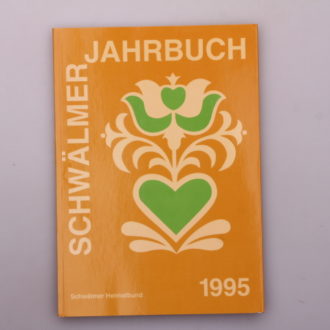 SCHWÄLMER
JAHRBUCH
1995
Schwälmer Heimatbund